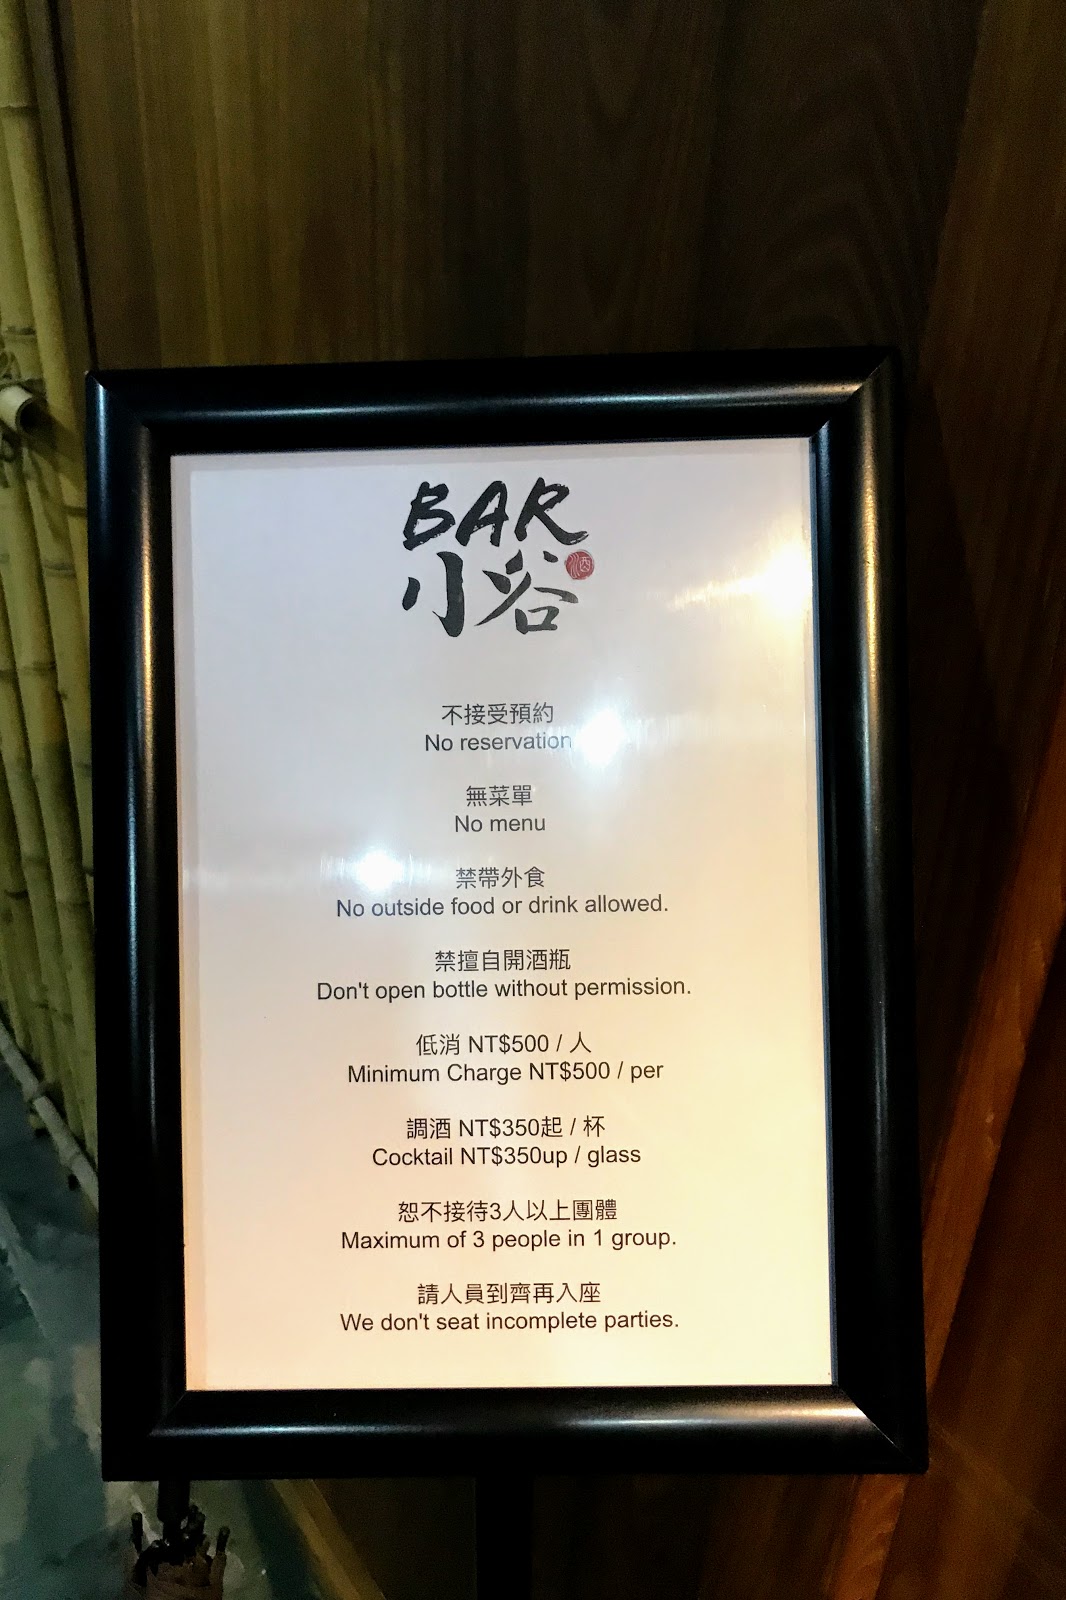 BAR
小谷
酒
不接受預約
No reservation
無菜單
No menu
禁帶外食
No outside food or drink allowed.
禁擅自開酒瓶
Don't open bottle without permission.
低消 NT$500 / 人
Minimum Charge NT$500 / per
調酒 NT$350起 / 杯
Cocktail NT$350up / glass
恕不接待3人以上團體
Maximum of 3 people in 1 group.
請人員到齊再入座
We don't seat incomplete parties.